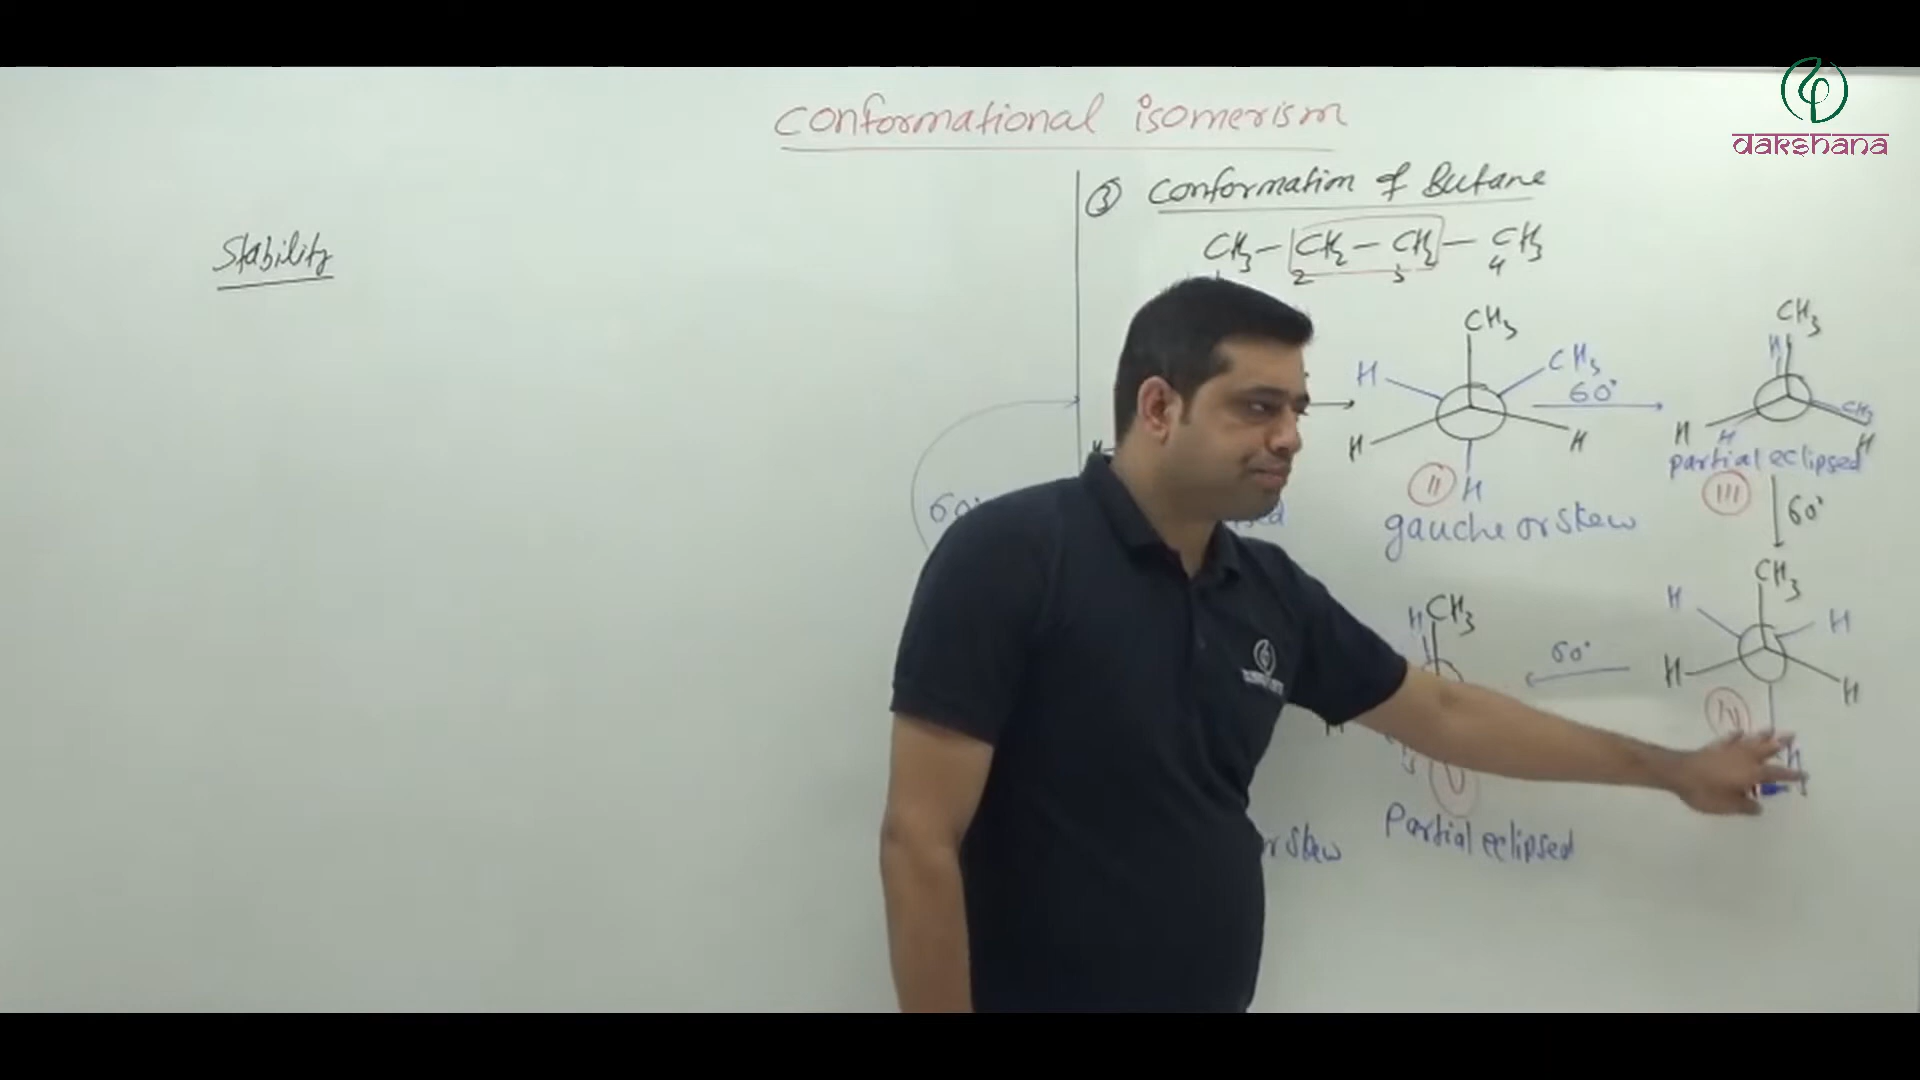 dakshana
Conformational isomerism
③ Conformation of Butane
Stability
CH3 – CH2 – CH2 – CH3
2 3 4
CH3
H CH3
60°
H H
II H
gauche or skew
CH3
H
CH3
H H H
partial eclipsed
III
60°
60°
CH3
H H
H H
IV
60°
H CH3
H
V
Partial eclipsed
r skew